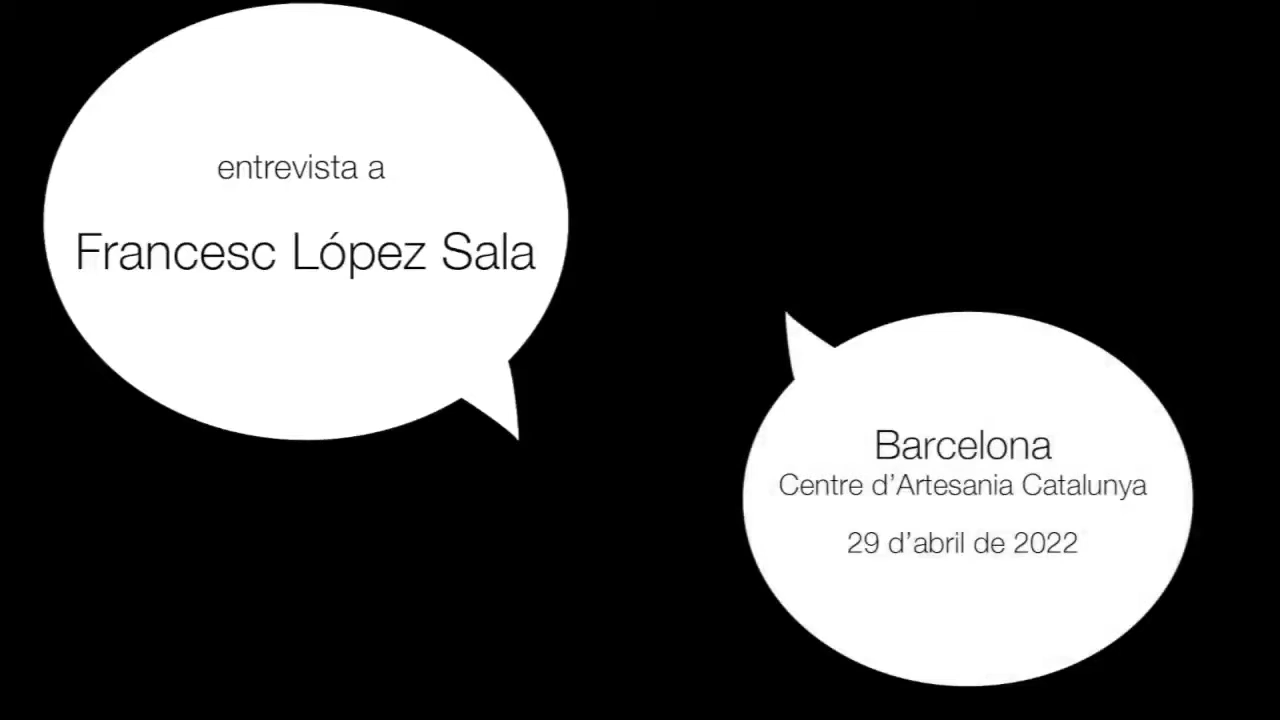 entrevista a
Francesc López Sala
Barcelona
Centre d’Artesania Catalunya
29 d’abril de 2022